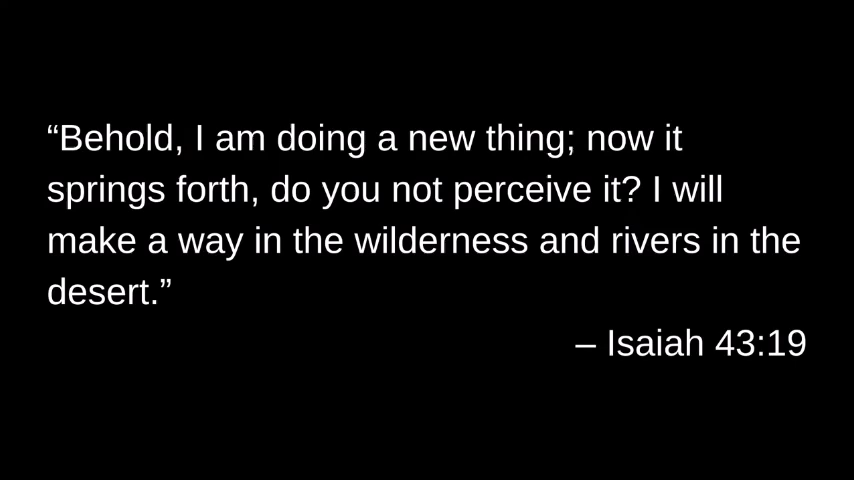 “Behold, I am doing a new thing; now it
springs forth, do you not perceive it? I will
make a way in the wilderness and rivers in the
desert.”
– Isaiah 43:19